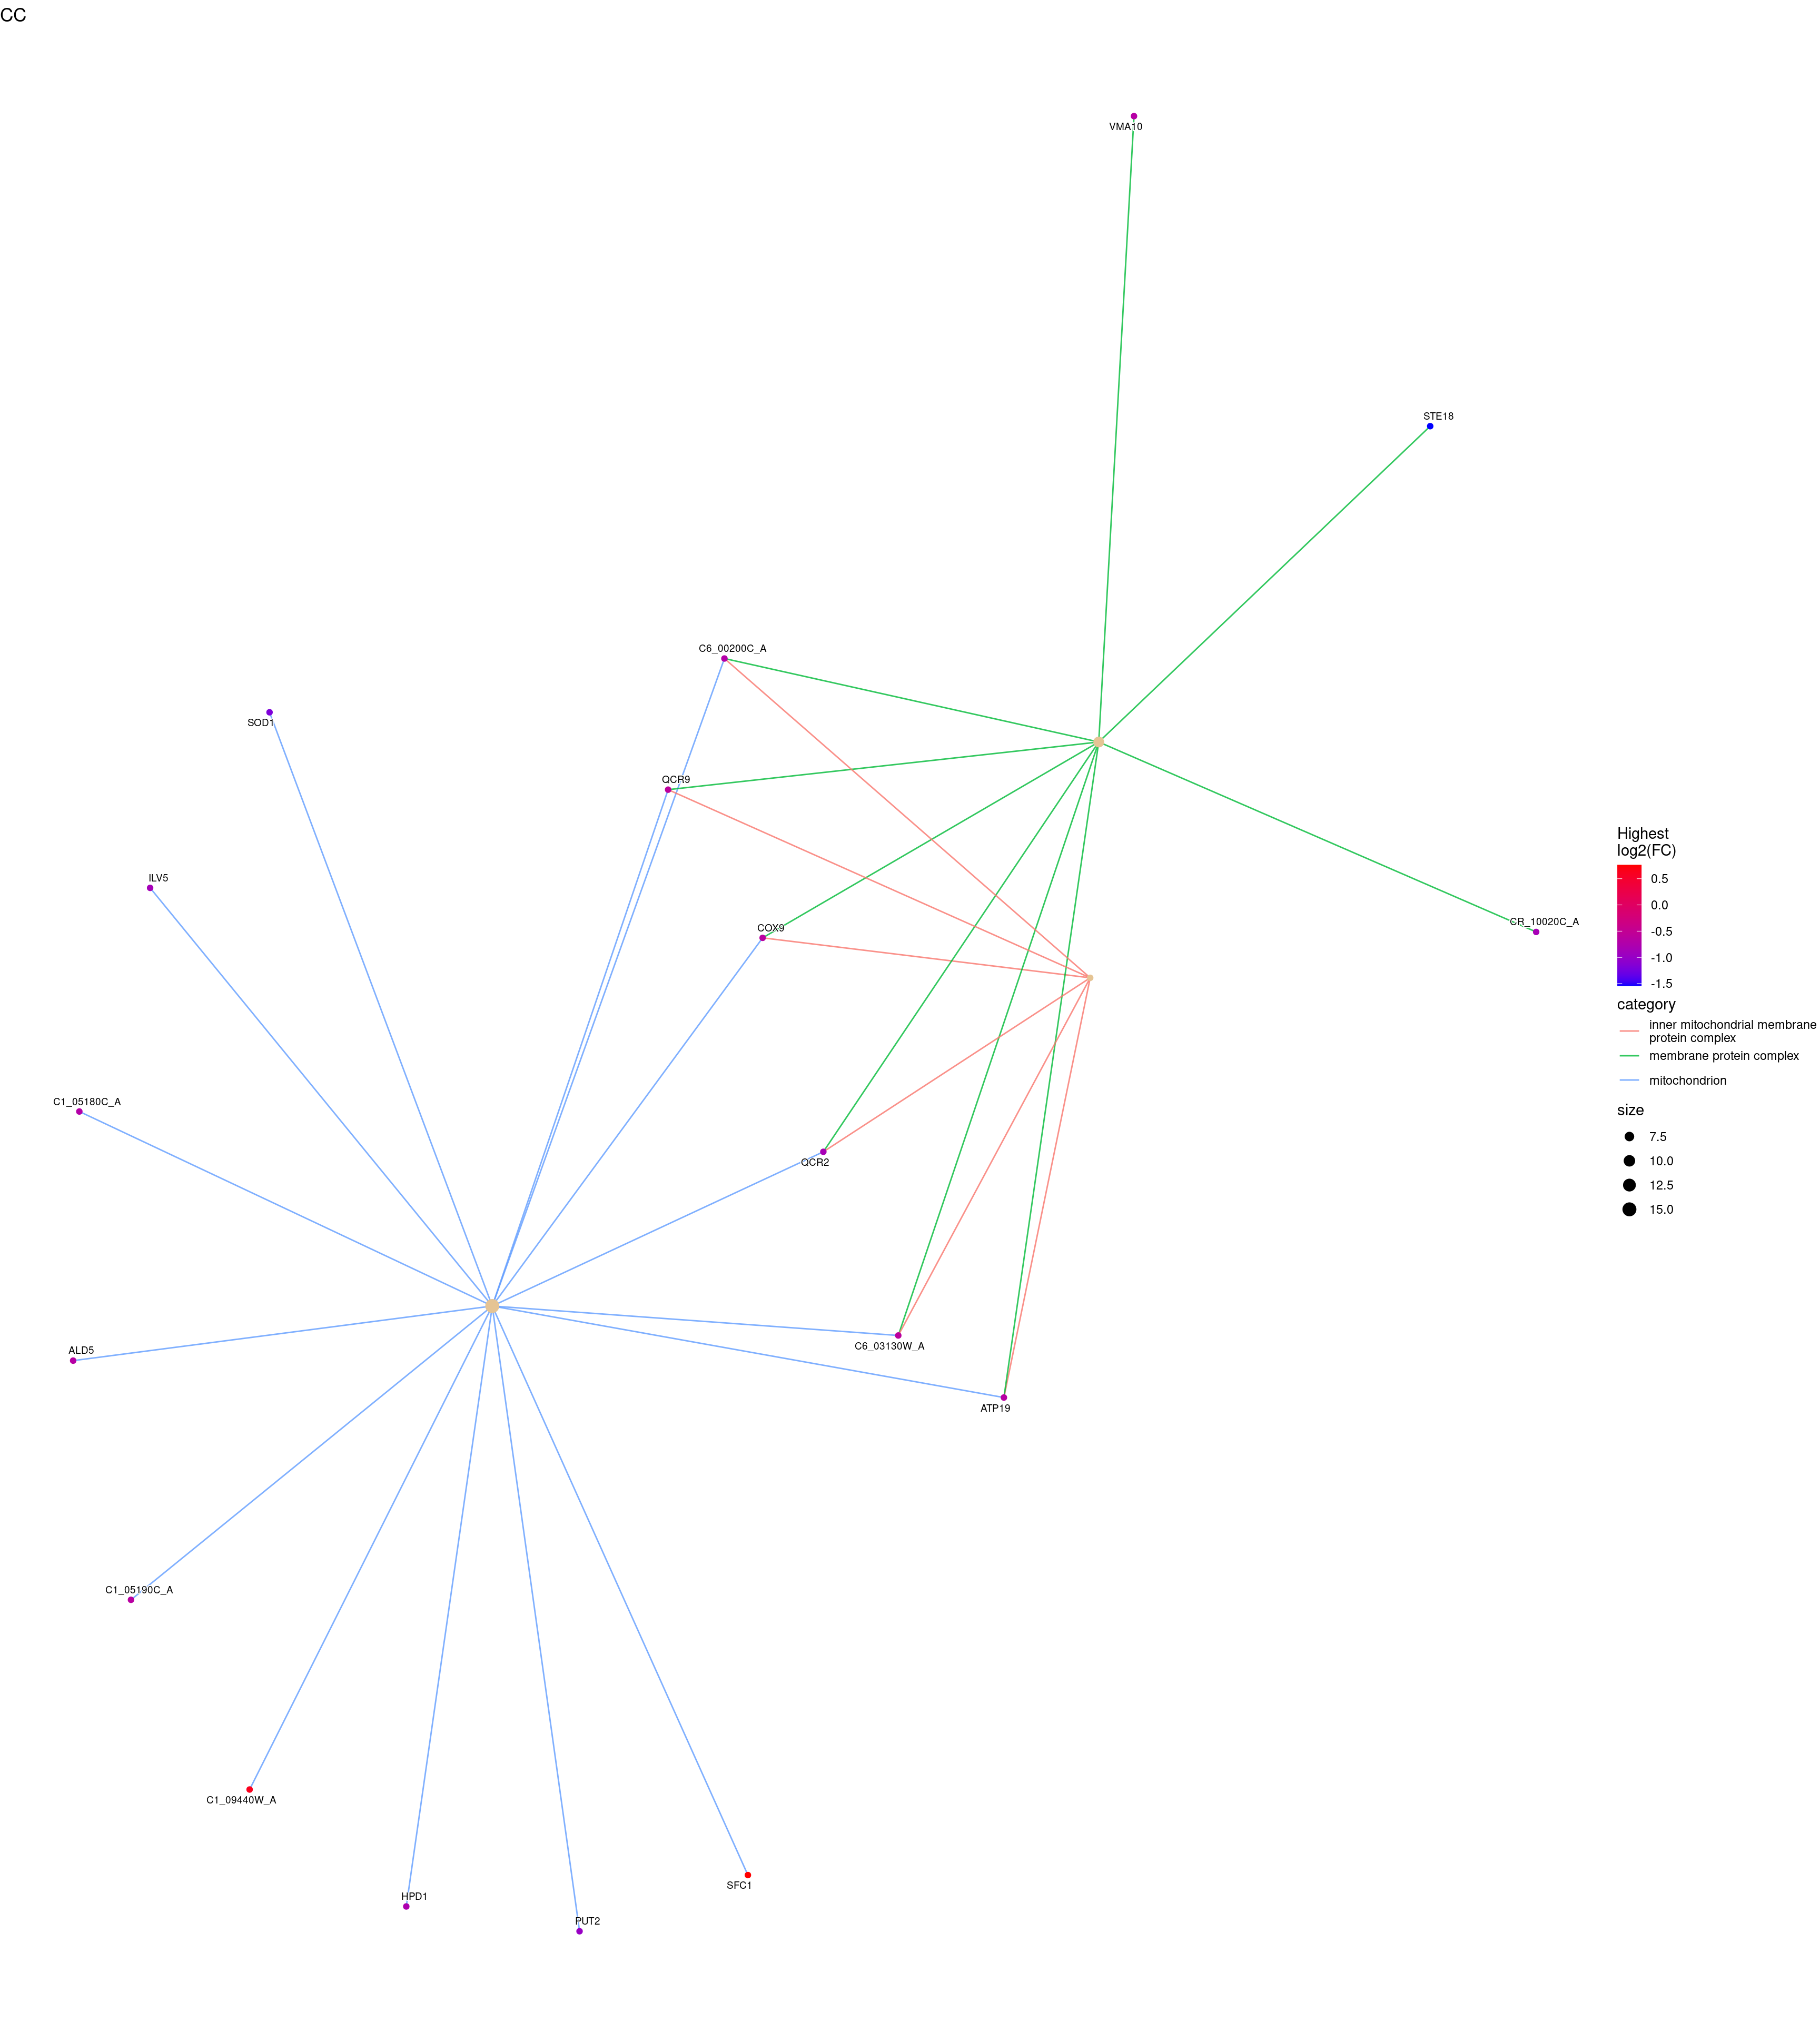 CC
VMA10
STE18
C6_00200C_A
SOD1
QCR9
ILV5
CR_10020C_A
COX9
C1_05180C_A
QCR2
ALD5
C6_03130W_A
ATP19
C1_05190C_A
C1_09440W_A
SFC1
HPD1
PUT2
Highest
log2(FC)
0.5
0.0
-0.5
-1.0
-1.5
category
inner mitochondrial membrane
protein complex
membrane protein complex
mitochondrion
size
7.5
10.0
12.5
15.0